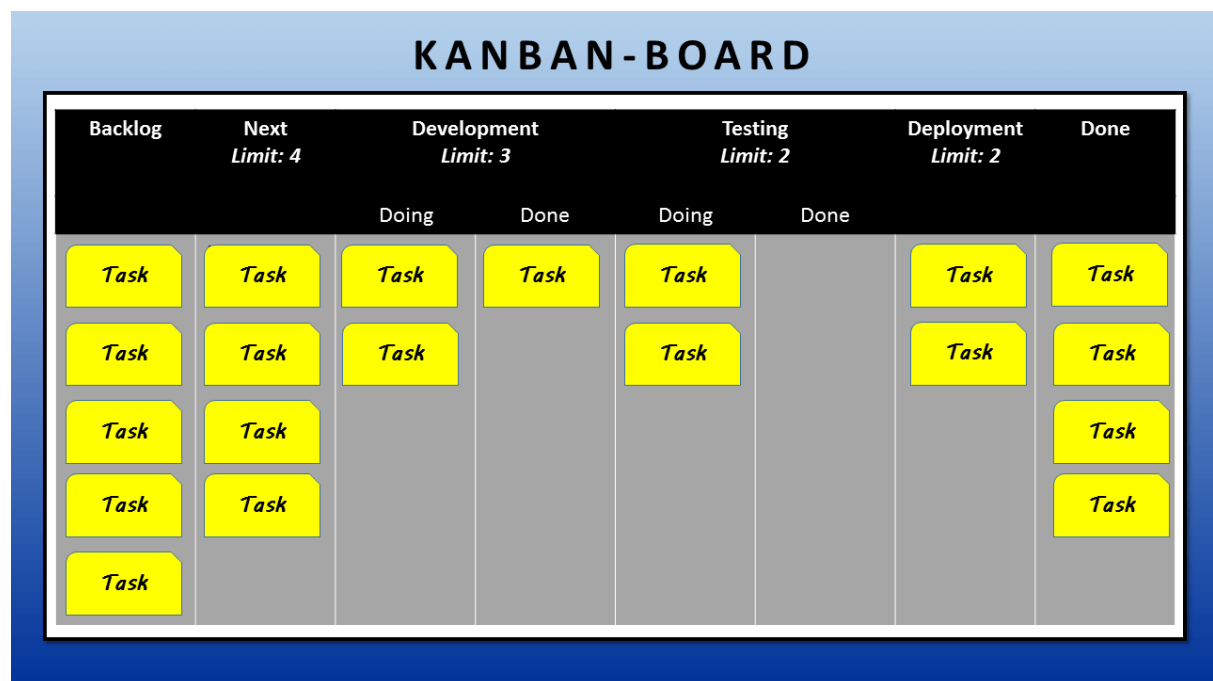 KANBAN-BOARD
Backlog Next Development Testing Deployment Done
Limit: 4 Limit: 3 Limit: 2 Limit: 2
Doing Done Doing Done
Task Task Task Task Task Task Task
Task Task Task Task Task Task
Task Task Task
Task Task Task
Task